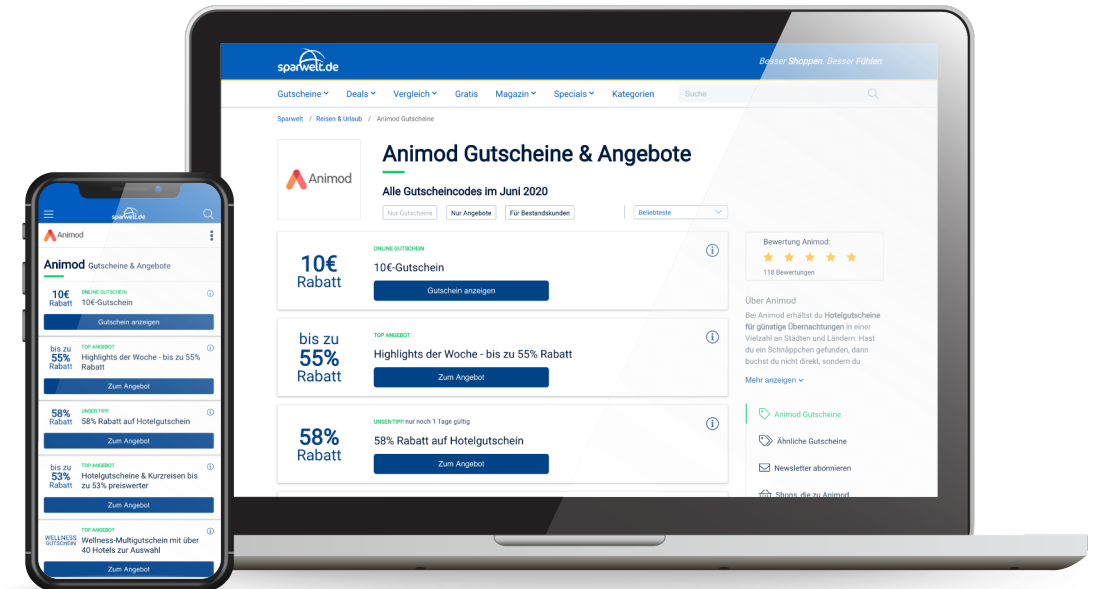 sparwelt.de
Besser Shoppen. Besser Fühlen.
Gutscheine Deals Vergleich Gratis Magazin Specials Kategorien Suche
Sparwelt / Reisen & Urlaub / Animod Gutscheine
Animod
Animod Gutscheine & Angebote
Alle Gutscheincodes im Juni 2020
Nur Gutscheine Nur Angebote Für Bestandskunden Beliebteste
10€
Rabatt
ONLINE GUTSCHEIN
10€-Gutschein
Gutschein anzeigen
bis zu
55%
Rabatt
TOP ANGEBOT
Highlights der Woche - bis zu 55% Rabatt
Zum Angebot
58%
Rabatt
UNSER TIPP nur noch 1 Tage gültig
58% Rabatt auf Hotelgutschein
Zum Angebot
Bewertung Animod:
118 Bewertungen
Über Animod
Bei Animod erhältst du Hotelgutscheine
für günstige Übernachtungen in einer
Vielzahl an Städten und Ländern. Hast
du ein Schnäppchen gefunden, dann
buchst du nicht direkt, sondern du
Mehr anzeigen
Animod Gutscheine
Ähnliche Gutscheine
Newsletter abonnieren
Shops, die zu Animod
sparwelt.de
Animod
Animod Gutscheine & Angebote
10€
Rabatt
ONLINE GUTSCHEIN
10€-Gutschein
Gutschein anzeigen
bis zu
55%
Rabatt
TOP ANGEBOT
Highlights der Woche - bis zu 55%
Rabatt
Zum Angebot
58%
Rabatt
UNSER TIPP
58% Rabatt auf Hotelgutschein
Zum Angebot
bis zu
53%
Rabatt
TOP ANGEBOT
Hotelgutscheine & Kurzreisen bis
zu 53% preiswerter
Zum Angebot
WELLNESS
GUTSCHEIN
TOP ANGEBOT
Wellness-Multigutschein mit über
40 Hotels zur Auswahl
Zum Angebot